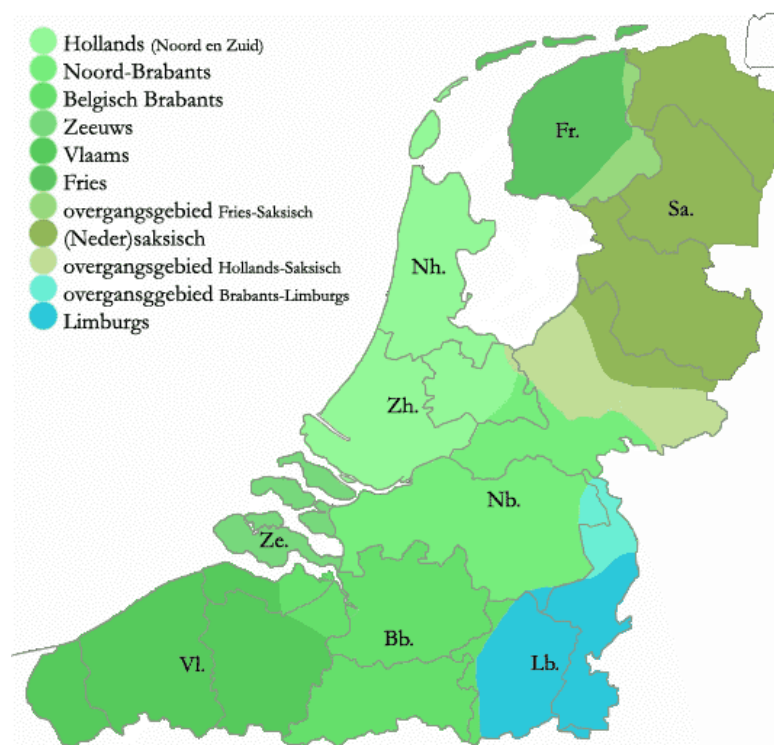 Hollands (Noord en Zuid)
Noord-Brabants
Belgisch Brabants
Zeeuws
Vlaams
Fries
overgangsgebied Fries-Saksisch
(Neder)saksisch
overgangsgebied Hollands-Saksisch
overgansggebied Brabants-Limburgs
Limburgs
Fr.
Sa.
Nh.
Zh.
Nb.
Ze.
Bb.
Vl.
Lb.